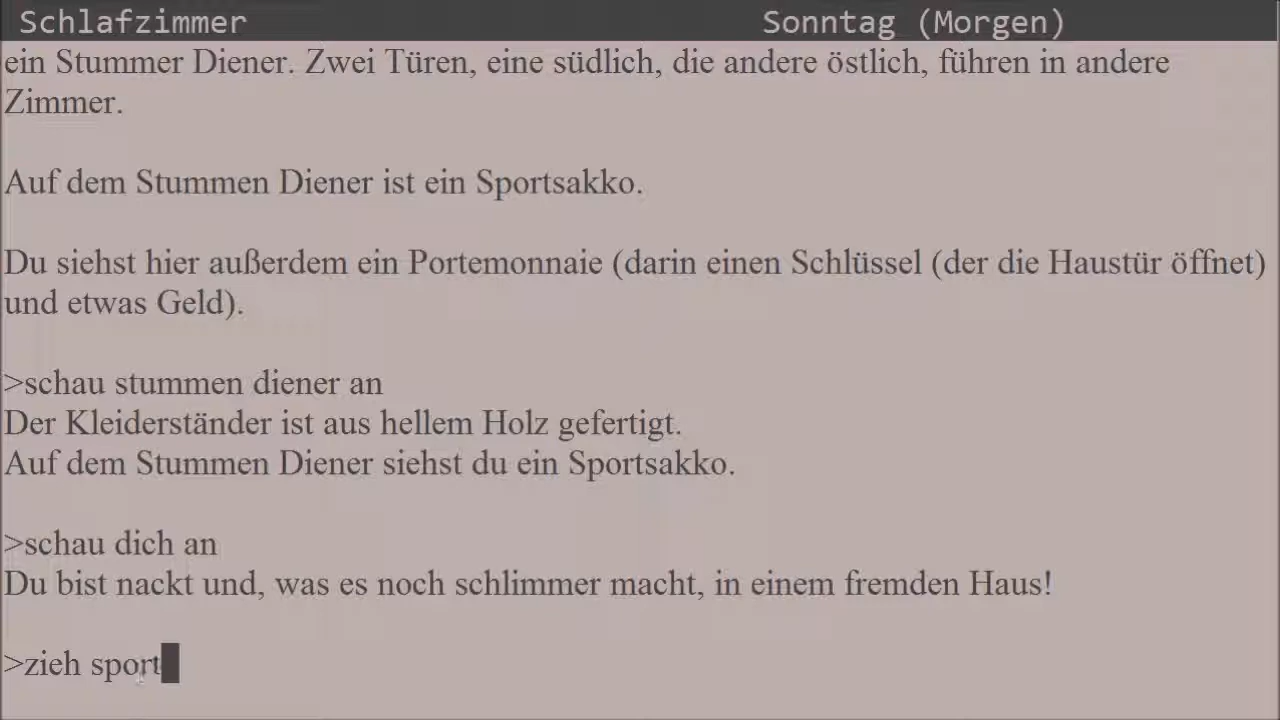 Schlafzimmer Sonntag (Morgen)
ein Stummer Diener. Zwei Türen, eine südlich, die andere östlich, führen in andere
Zimmer.
Auf dem Stummen Diener ist ein Sportsakko.
Du siehst hier außerdem ein Portemonnaie (darin einen Schlüssel (der die Haustür öffnet)
und etwas Geld).
>schau stummen diener an
Der Kleiderständer ist aus hellem Holz gefertigt.
Auf dem Stummen Diener siehst du ein Sportsakko.
>schau dich an
Du bist nackt und, was es noch schlimmer macht, in einem fremden Haus!
>zieh sport